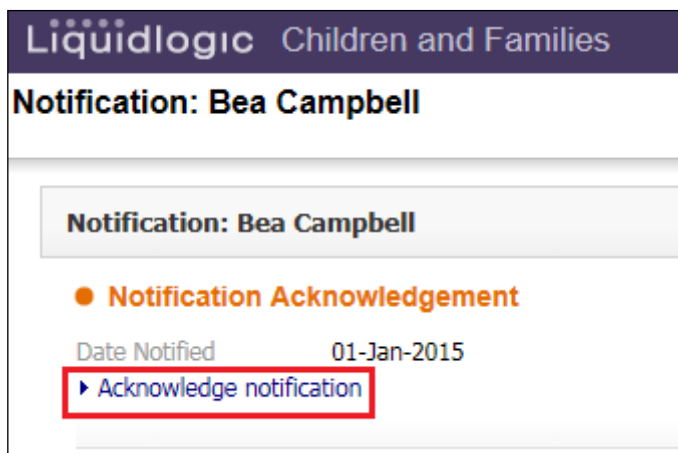 Liquidlogic Children and Families
Notification: Bea Campbell
Notification: Bea Campbell
Notification Acknowledgement
Date Notified 01-Jan-2015
Acknowledge notification